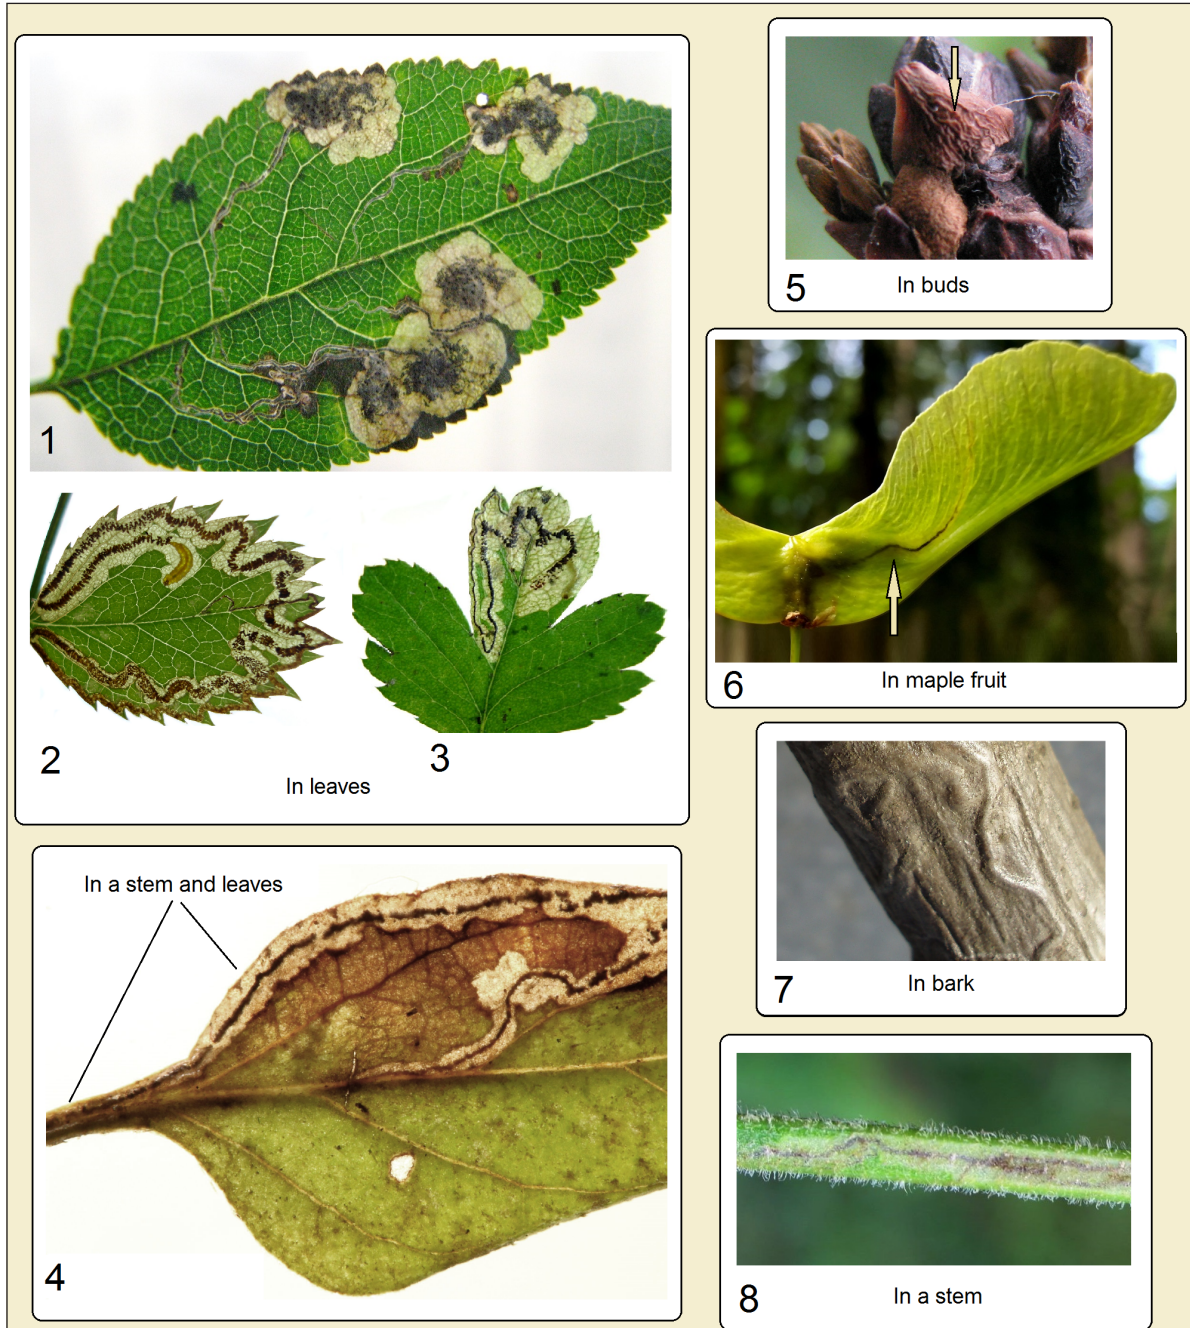 1
2
3
In leaves
In a stem and leaves
4
5
In buds
6
In maple fruit
7
In bark
8
In a stem